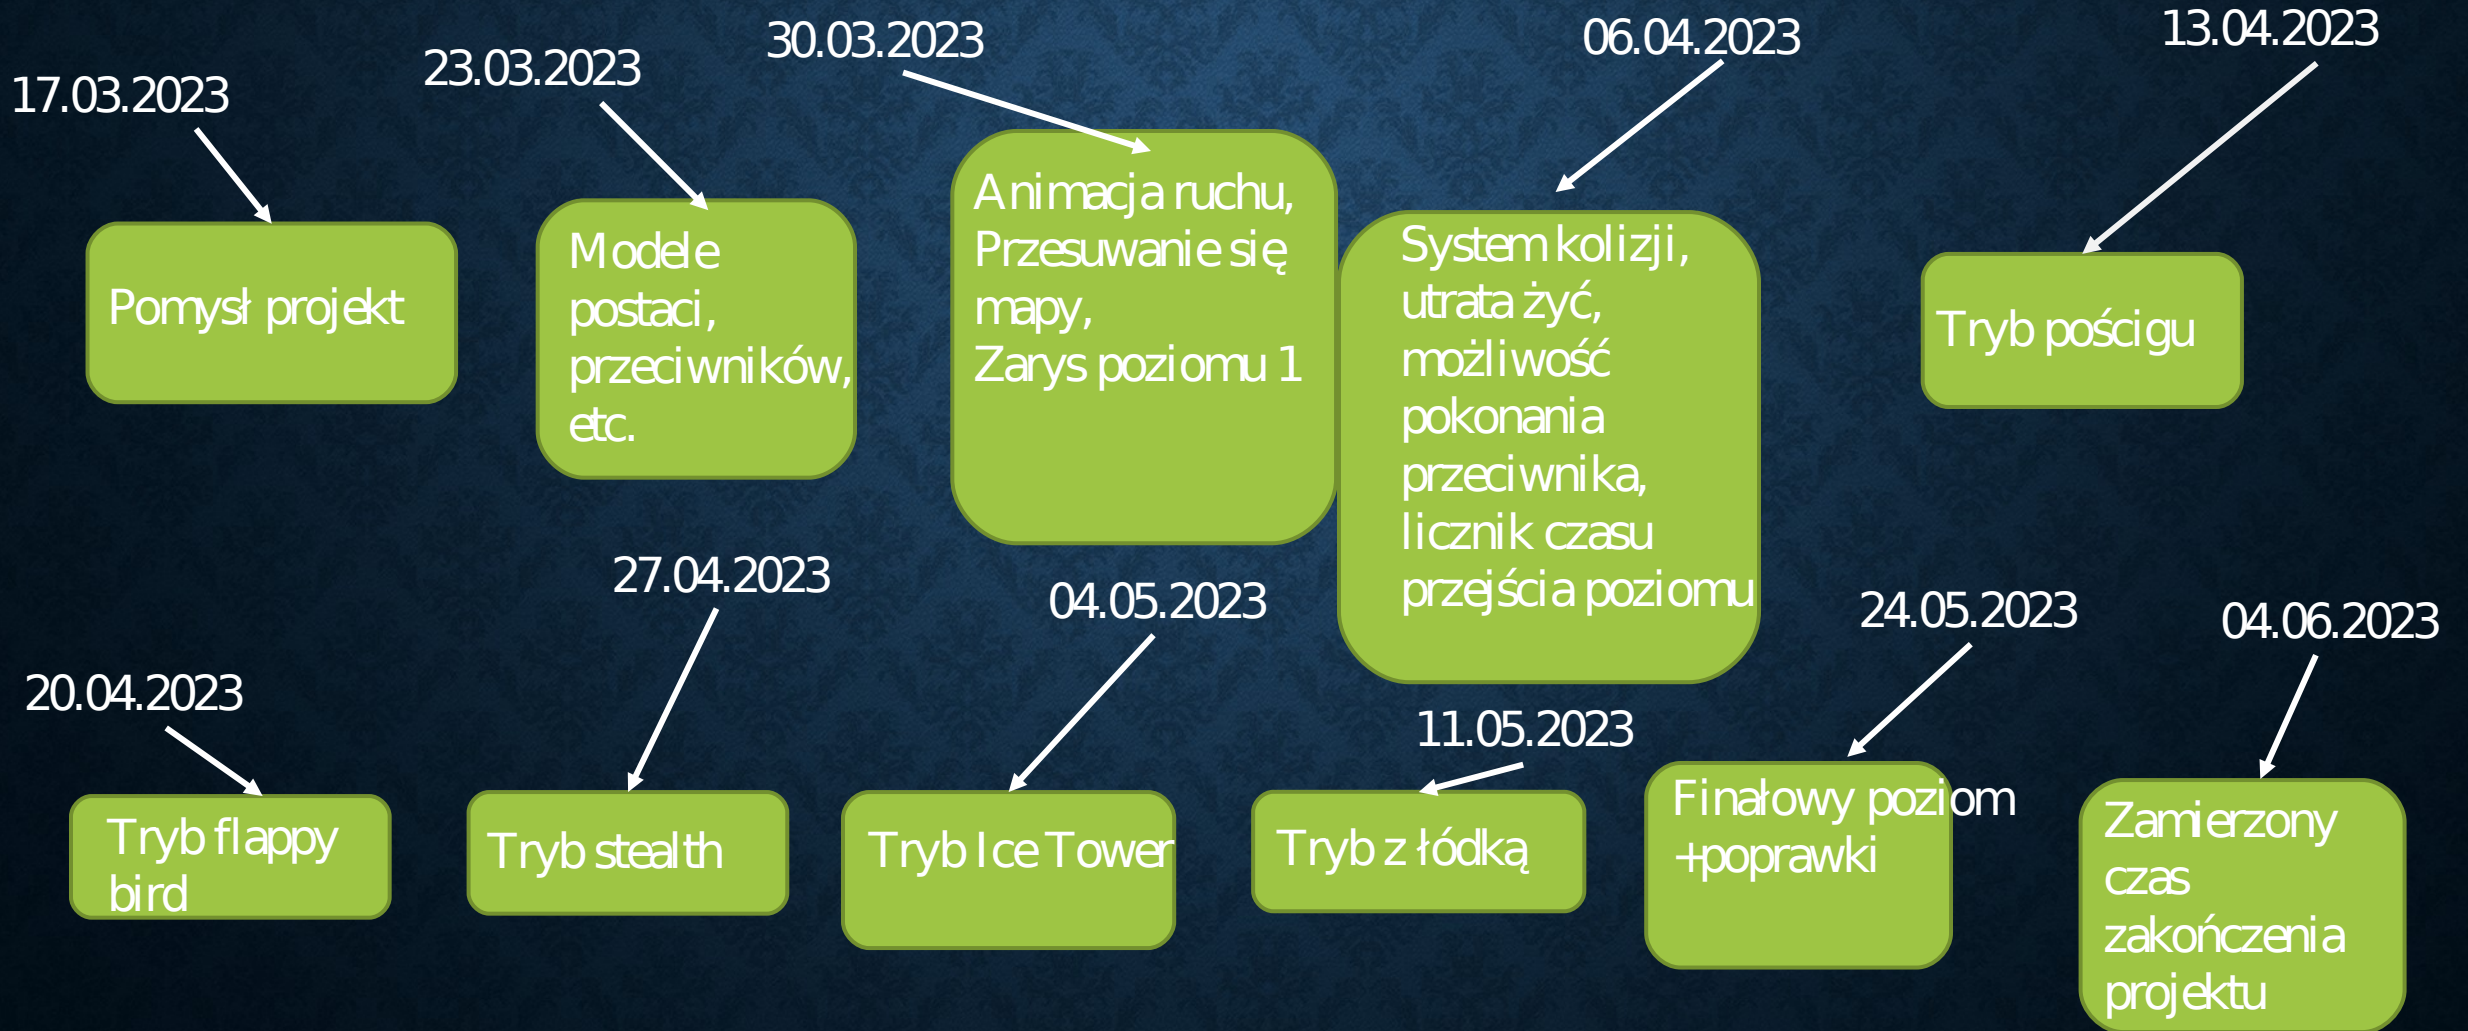 17.03.2023
Pomysł projekt
23.03.2023
Modele
postaci,
przeciwników,
etc.
30.03.2023
Animacja ruchu,
Przesuwanie się
mapy,
Zarys poziomu 1
06.04.2023
System kolizji,
utrata żyć,
możliwość
pokonania
przeciwnika,
licznik czasu
przejścia poziomu
13.04.2023
Tryb pościgu
20.04.2023
Tryb flappy
bird
27.04.2023
Tryb stealth
04.05.2023
Tryb Ice Tower
11.05.2023
Tryb z łódką
24.05.2023
Finałowy poziom
+poprawki
04.06.2023
Zamierzony
czas
zakończenia
projektu